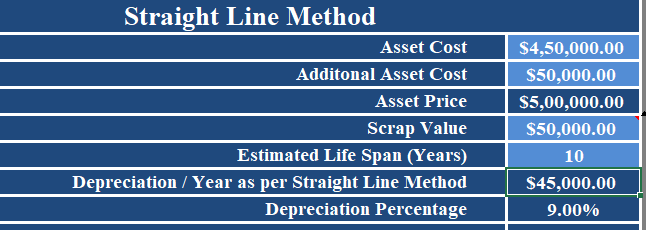 Straight Line Method
Asset Cost $4,50,000.00
Additonal Asset Cost $50,000.00
Asset Price $5,00,000.00
Scrap Value $50,000.00
Estimated Life Span (Years) 10
Depreciation / Year as per Straight Line Method $45,000.00
Depreciation Percentage 9.00%